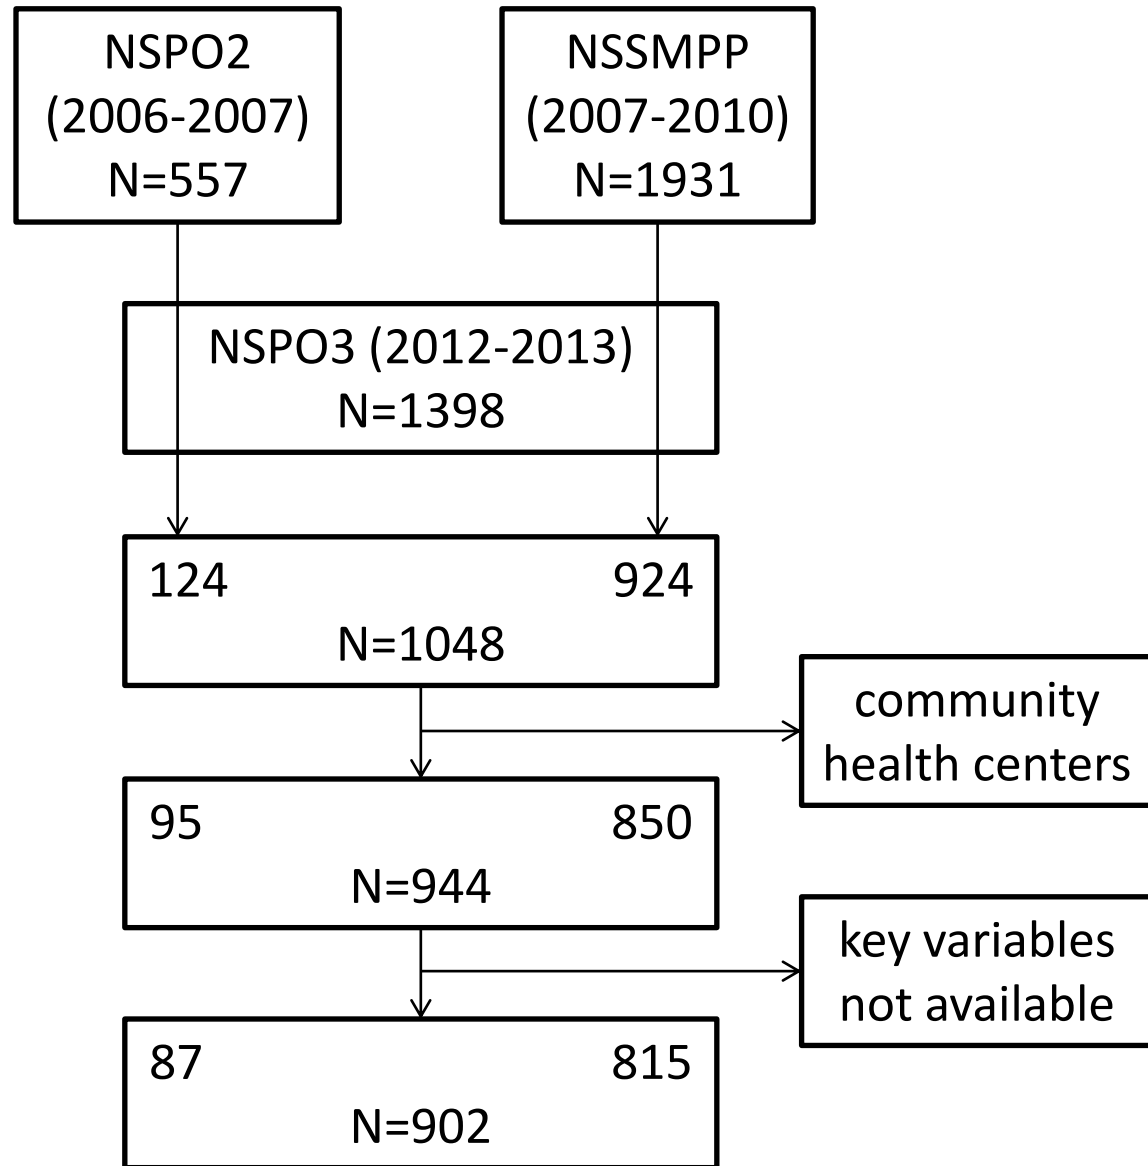 NSPO2
(2006-2007)
N=557
NSSMPP
(2007-2010)
N=1931
NSPO3 (2012-2013)
N=1398
124 924
N=1048
community
health centers
95 850
N=944
key variables
not available
87 815
N=902